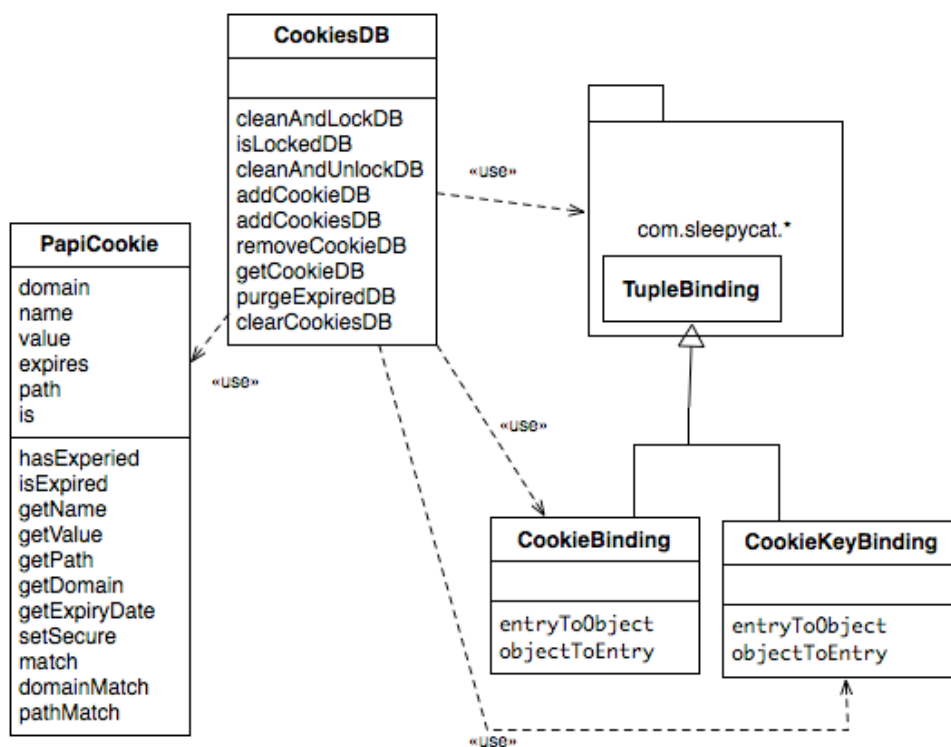 CookiesDB
cleanAndLockDB
isLockedDB
cleanAndUnlockDB
addCookieDB
addCookiesDB
removeCookieDB
getCookieDB
purgeExpiredDB
clearCookiesDB
«use»
com.sleepycat.*
TupleBinding
PapiCookie
domain
name
value
expires
path
is
hasExperied
isExpired
getName
getValue
getPath
getDomain
getExpiryDate
setSecure
match
domainMatch
pathMatch
«use»
«use»
CookieBinding
entryToObject
objectToEntry
CookieKeyBinding
entryToObject
objectToEntry
«use»